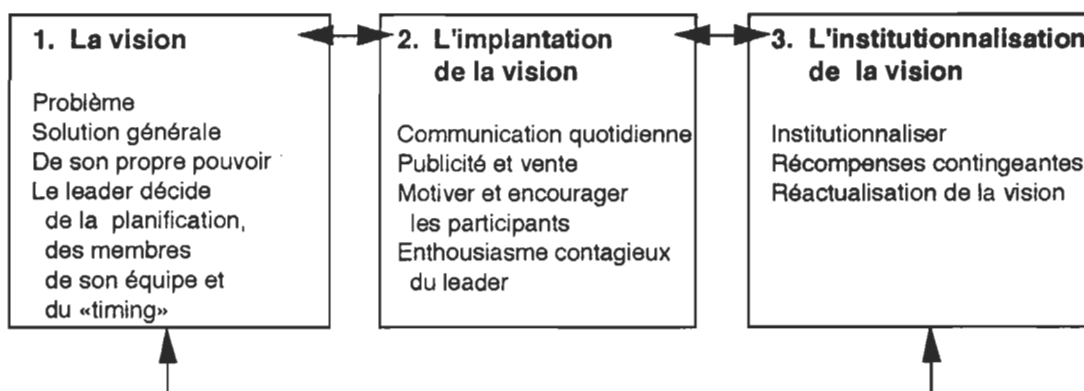 1. La vision
Problème
Solution générale
De son propre pouvoir
Le leader décide
de la planification,
des membres
de son équipe et
du «timing»
2. L'implantation
de la vision
Communication quotidienne
Publicité et vente
Motiver et encourager
les participants
Enthousiasme contagieux
du leader
3. L'institutionnalisation
de la vision
Institutionnaliser
Récompenses contingeantes
Réactualisation de la vision